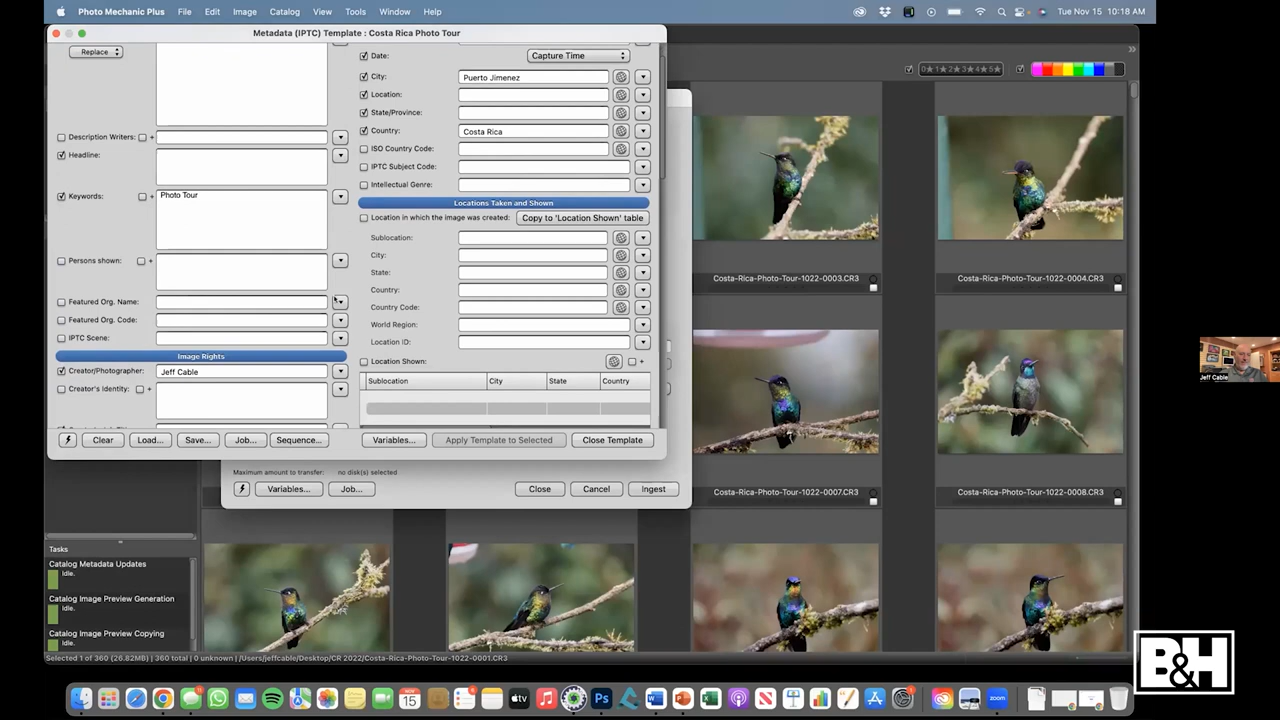 Photo Mechanic Plus File Edit Image Catalog View Tools Window Help Tue Nov 15 10:18 AM
Metadata (IPTC) Template : Costa Rica Photo Tour
Replace
Description Writers: +
Headline:
Keywords: + Photo Tour
Persons shown: +
Featured Org. Name:
Featured Org. Code:
IPTC Scene:
Image Rights
Creator/Photographer: Jeff Cable
Creator's identity: +
Date: Capture Time
City: Puerto Jimenez
Location:
State/Province:
Country: Costa Rica
ISO Country Code:
IPTC Subject Code:
Intellectual Genre:
Locations Taken and Shown
Location in which the image was created: Copy to 'Location Shown' table
Sublocation:
City:
State:
Country:
Country Code:
World Region:
Location ID:
Location Shown: +
Sublocation City State Country
Clear Load... Save... Job... Sequence... Variables... Apply Template to Selected Close Template
Maximum amount to transfer: no disk(s) selected
Variables... Job... Close Cancel Ingest
Costa-Rica-Photo-Tour-1022-0003.CR3 Costa-Rica-Photo-Tour-1022-0004.CR3
Costa-Rica-Photo-Tour-1022-0007.CR3 Costa-Rica-Photo-Tour-1022-0008.CR3
Tasks
Catalog Metadata Updates
Idle.
Catalog Image Preview Generation
Idle.
Catalog Image Preview Copying
Idle.
Selected 1 of 360 (26.82MB) | 360 total | 0 unknown | /Users/jeffcable/Desktop/CR 2022/Costa-Rica-Photo-Tour-1022-0001.CR3
Jeff Cable
B&H
NOV
15
tv
Ps
zoom